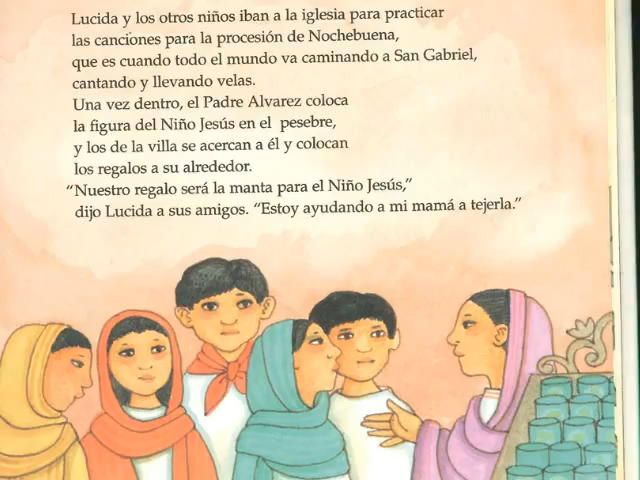 Lucida y los otros niños iban a la iglesia para practicar
las canciones para la procesión de Nochebuena,
que es cuando todo el mundo va caminando a San Gabriel,
cantando y llevando velas.
Una vez dentro, el Padre Alvarez coloca
la figura del Niño Jesús en el pesebre,
y los de la villa se acercan a él y colocan
los regalos a su alrededor.
“Nuestro regalo será la manta para el Niño Jesús,”
dijo Lucida a sus amigos. “Estoy ayudando a mi mamá a tejerla.”